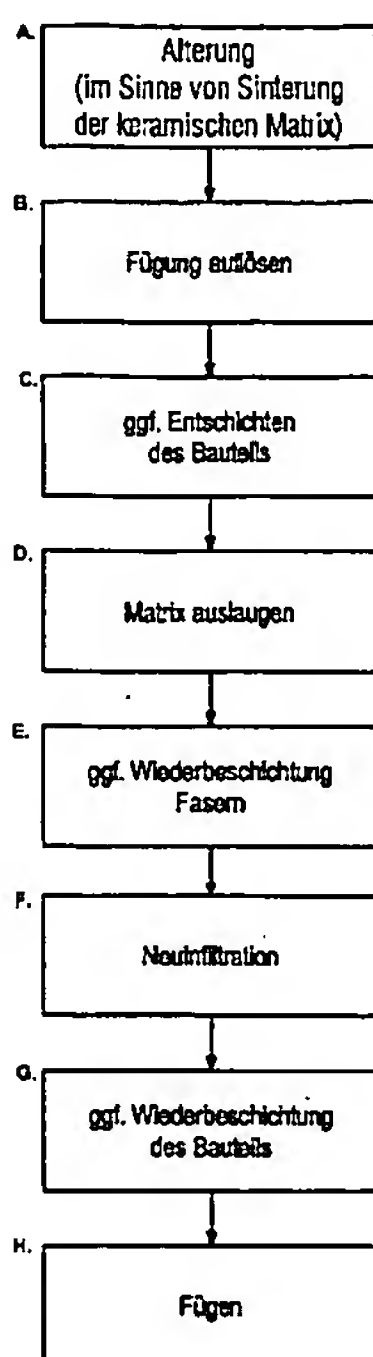 A.
Alterung
(im Sinne von Sinterung
der keramischen Matrix)
B.
Fügung auflösen
C.
ggf. Entschichten
des Bauteils
D.
Matrix auslaugen
E.
ggf. Wiederbeschichtung
Fasern
F.
Neuinfiltration
G.
ggf. Wiederbeschichtung
des Bauteils
H.
Fügen